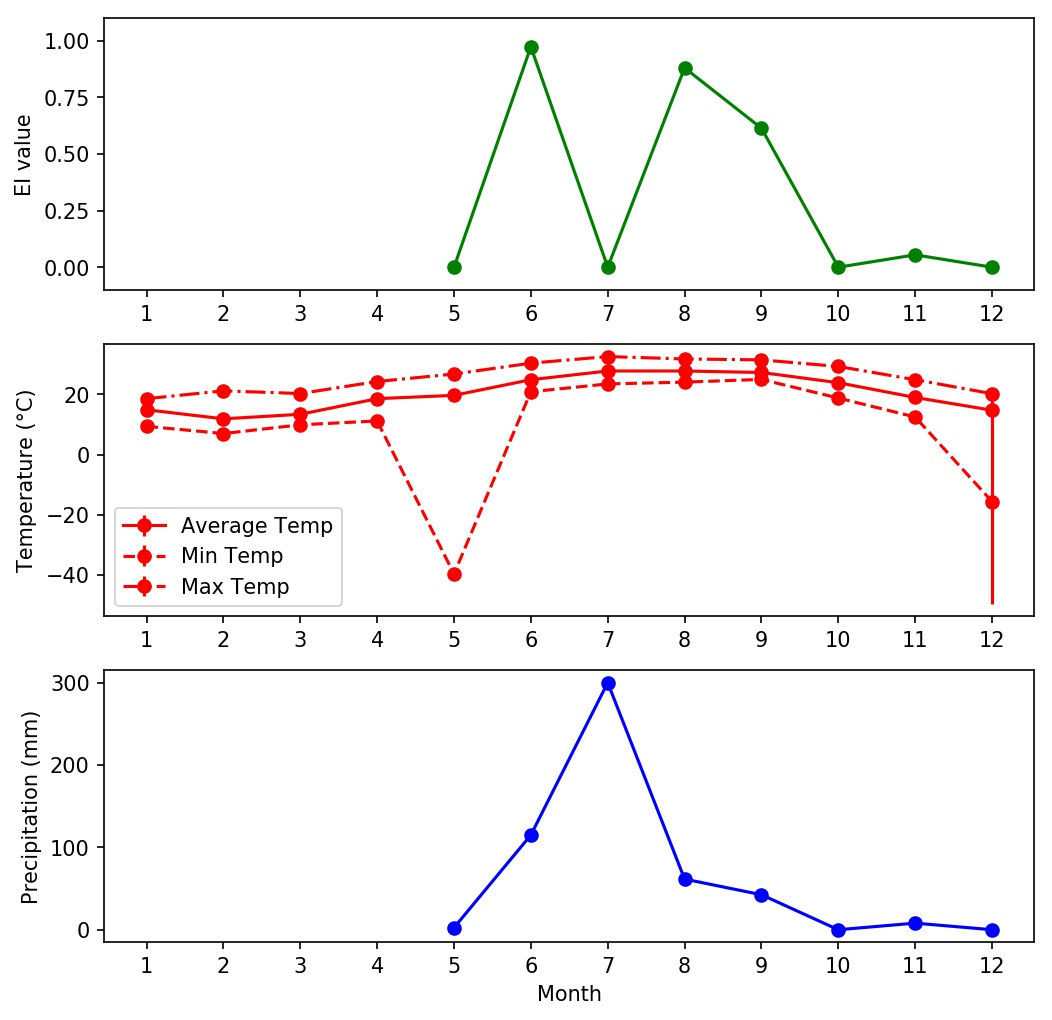 1.00
0.75
0.50
0.25
0.00
EI value
1 2 3 4 5 6 7 8 9 10 11 12
20
0
−20
−40
Temperature (°C)
Average Temp
Min Temp
Max Temp
1 2 3 4 5 6 7 8 9 10 11 12
300
200
100
0
Precipitation (mm)
1 2 3 4 5 6 7 8 9 10 11 12
Month